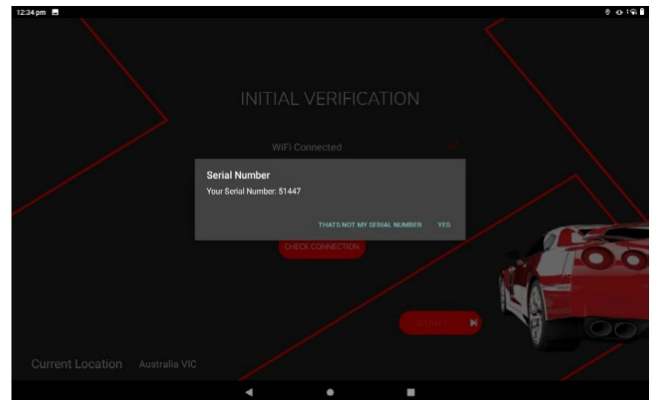 12:34 pm
INITIAL VERIFICATION
WiFi Connected
Serial Number
Your Serial Number: 51447
THATS NOT MY SERIAL NUMBER YES
CHECK CONNECTION
START
Current Location Australia VIC